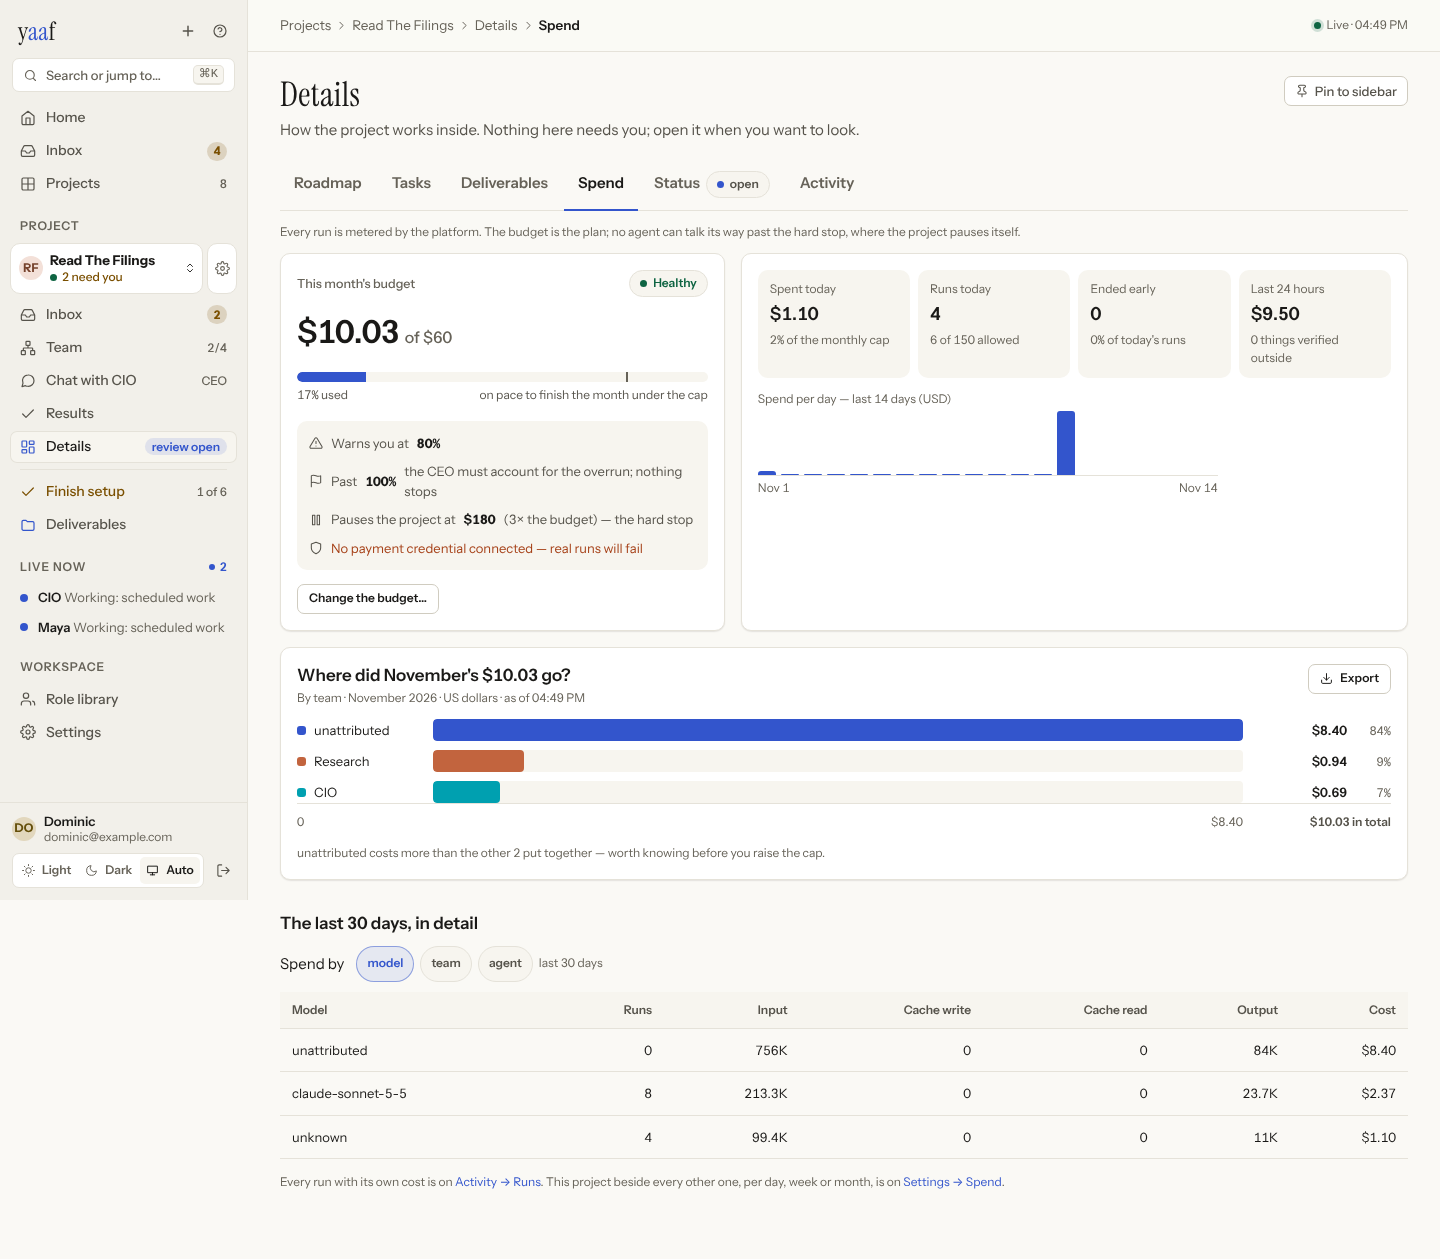 yaaf
Search or jump to...
⌘K
Home
Inbox
4
Projects
8
PROJECT
RF
Read The Filings
2 need you
Inbox
2
Team
2/4
Chat with CIO
CEO
Results
Details
review open
Finish setup
1 of 6
Deliverables
LIVE NOW
2
CIO Working: scheduled work
Maya Working: scheduled work
WORKSPACE
Role library
Settings
DO
Dominic
dominic@example.com
Light
Dark
Auto
Projects > Read The Filings > Details > Spend
Live · 04:49 PM
Details
Pin to sidebar
How the project works inside. Nothing here needs you; open it when you want to look.
Roadmap
Tasks
Deliverables
Spend
Status
open
Activity
Every run is metered by the platform. The budget is the plan; no agent can talk its way past the hard stop, where the project pauses itself.
This month's budget
Healthy
$10.03 of $60
17% used
on pace to finish the month under the cap
Warns you at 80%
Past 100% the CEO must account for the overrun; nothing
stops
Pauses the project at $180 (3× the budget) — the hard stop
No payment credential connected — real runs will fail
Change the budget...
Spent today
$1.10
2% of the monthly cap
Runs today
4
6 of 150 allowed
Ended early
0
0% of today's runs
Last 24 hours
$9.50
0 things verified
outside
Spend per day — last 14 days (USD)
Nov 1
Nov 14
Where did November's $10.03 go?
By team · November 2026 · US dollars · as of 04:49 PM
Export
unattributed
$8.40
84%
Research
$0.94
9%
CIO
$0.69
7%
0
$8.40
$10.03 in total
unattributed costs more than the other 2 put together — worth knowing before you raise the cap.
The last 30 days, in detail
Spend by
model
team
agent
last 30 days
Model Runs Input Cache write Cache read Output Cost
unattributed 0 756K 0 0 84K $8.40
claude-sonnet-5-5 8 213.3K 0 0 23.7K $2.37
unknown 4 99.4K 0 0 11K $1.10
Every run with its own cost is on Activity → Runs. This project beside every other one, per day, week or month, is on Settings → Spend.